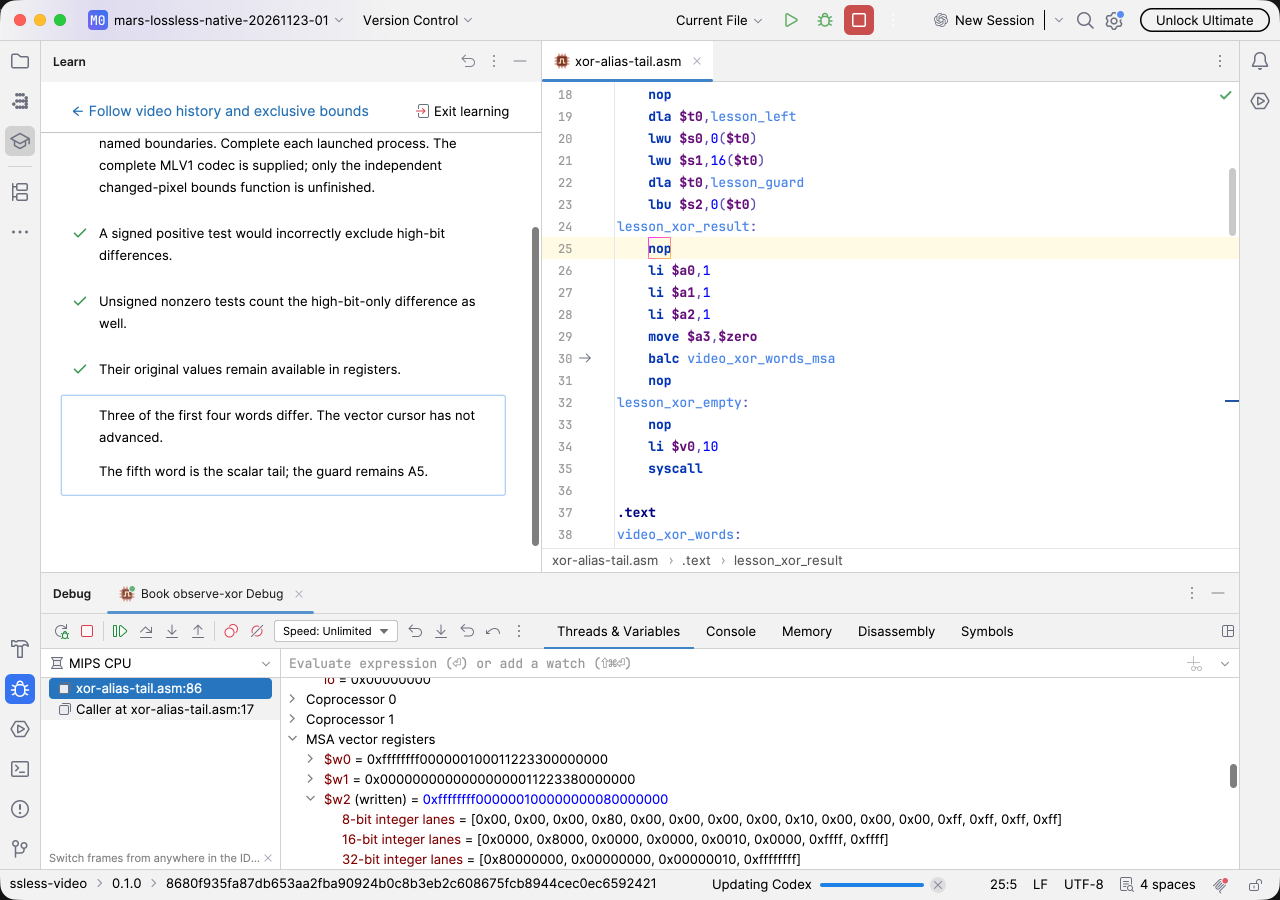 M0 mars-lossless-native-20261123-01 Version Control Current File New Session Unlock Ultimate
Learn
Follow video history and exclusive bounds Exit learning
named boundaries. Complete each launched process. The
complete MLV1 codec is supplied; only the independent
changed-pixel bounds function is unfinished.
A signed positive test would incorrectly exclude high-bit
differences.
Unsigned nonzero tests count the high-bit-only difference as
well.
Their original values remain available in registers.
Three of the first four words differ. The vector cursor has not
advanced.
The fifth word is the scalar tail; the guard remains A5.
xor-alias-tail.asm
18 nop
19 dla $t0,lesson_left
20 lwu $s0,0($t0)
21 lwu $s1,16($t0)
22 dla $t0,lesson_guard
23 lbu $s2,0($t0)
24 lesson_xor_result:
25 nop
26 li $a0,1
27 li $a1,1
28 li $a2,1
29 move $a3,$zero
30 balc video_xor_words_msa
31 nop
32 lesson_xor_empty:
33 nop
34 li $v0,10
35 syscall
36
37 .text
38 video_xor_words:
xor-alias-tail.asm .text lesson_xor_result
Debug Book observe-xor Debug
Speed: Unlimited Threads & Variables Console Memory Disassembly Symbols
MIPS CPU
xor-alias-tail.asm:86
Caller at xor-alias-tail.asm:17
Switch frames from anywhere in the ID...
Evaluate expression (⏎) or add a watch (⇧⌘⏎)
lo = 0x00000000
Coprocessor 0
Coprocessor 1
MSA vector registers
$w0 = 0xffffffff000000100011223300000000
$w1 = 0x00000000000000000011223380000000
$w2 (written) = 0xffffffff000000100000000080000000
8-bit integer lanes = [0x00, 0x00, 0x00, 0x80, 0x00, 0x00, 0x00, 0x00, 0x10, 0x00, 0x00, 0x00, 0xff, 0xff, 0xff, 0xff]
16-bit integer lanes = [0x0000, 0x8000, 0x0000, 0x0000, 0x0010, 0x0000, 0xffff, 0xffff]
32-bit integer lanes = [0x80000000, 0x00000000, 0x00000010, 0xffffffff]
ssless-video 0.1.0 8680f935fa87db653aa2fba90924b0c8b3eb2c608675fcb8944cec0ec6592421 Updating Codex 25:5 LF UTF-8 4 spaces